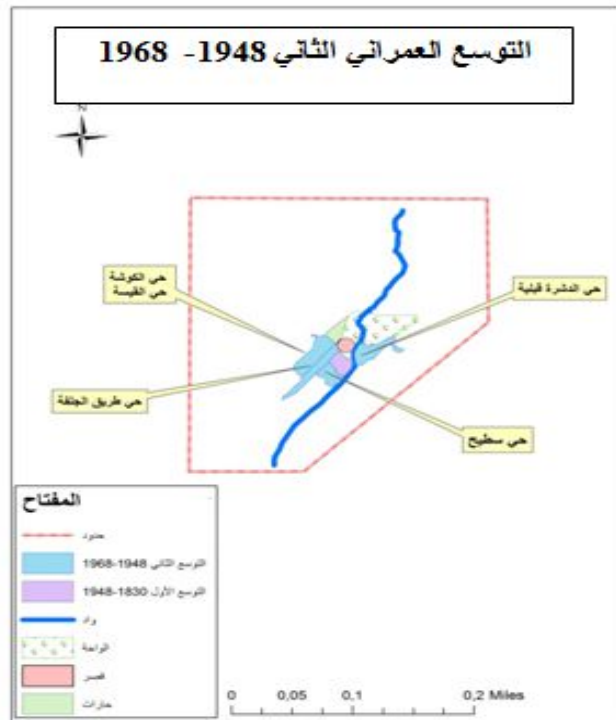 التوسع العمراني الثاني 1948- 1968
N
حي الكوشة
حي القيسة
حي الدشرة قبلية
حي طريق الجلفة
حي سطيح
المفتاح
حدود
التوسع الثاني 1948-1968
التوسع الأول 1830-1948
واد
الواحة
قصر
حارات
0 0,05 0,1 0,2 Miles